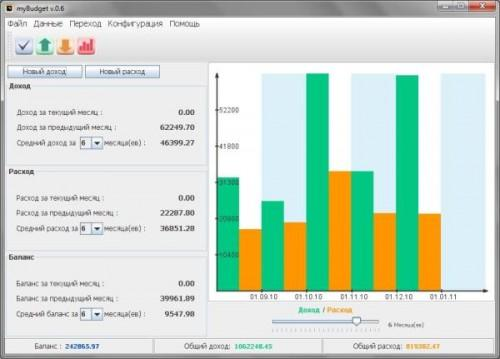 myBudget v.0.6
Файл Данные Переход Конфигурация Помощь
Новый доход Новый расход
Доход
Доход за текущий месяц : 0.00
Доход за предыдущий месяц : 62249.70
Средний доход за 6 месяца(ев) : 46399.27
Расход
Расход за текущий месяц : 0.00
Расход за предыдущий месяц : 22287.80
Средний расход за 6 месяца(ев) : 36851.28
Баланс
Баланс за текущий месяц : 0.00
Баланс за предыдущий месяц : 39961.89
Средний баланс за 6 месяца(ев) : 9547.98
52200
41800
31300
20900
10400
01.09.10 01.10.10 01.11.10 01.12.10 01.01.11
Доход / Расход
6 Месяца(ев)
Баланс : 242865.97 Общий доход: 1062248.45 Общий расход: 819382.47